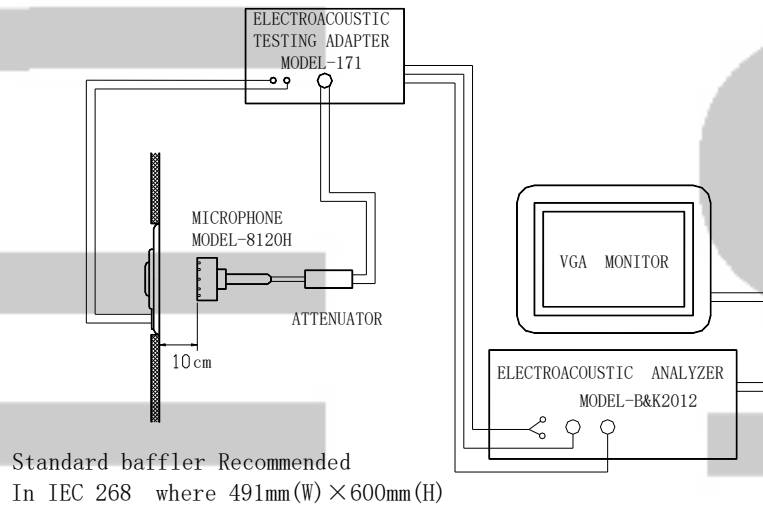 ELECTROACOUSTIC
TESTING ADAPTER
MODEL-171
MICROPHONE
MODEL-8120H
ATTENUATOR
10cm
VGA MONITOR
ELECTROACOUSTIC ANALYZER
MODEL-B&K2012
Standard baffler Recommended
In IEC 268 where 491mm(W)×600mm(H)